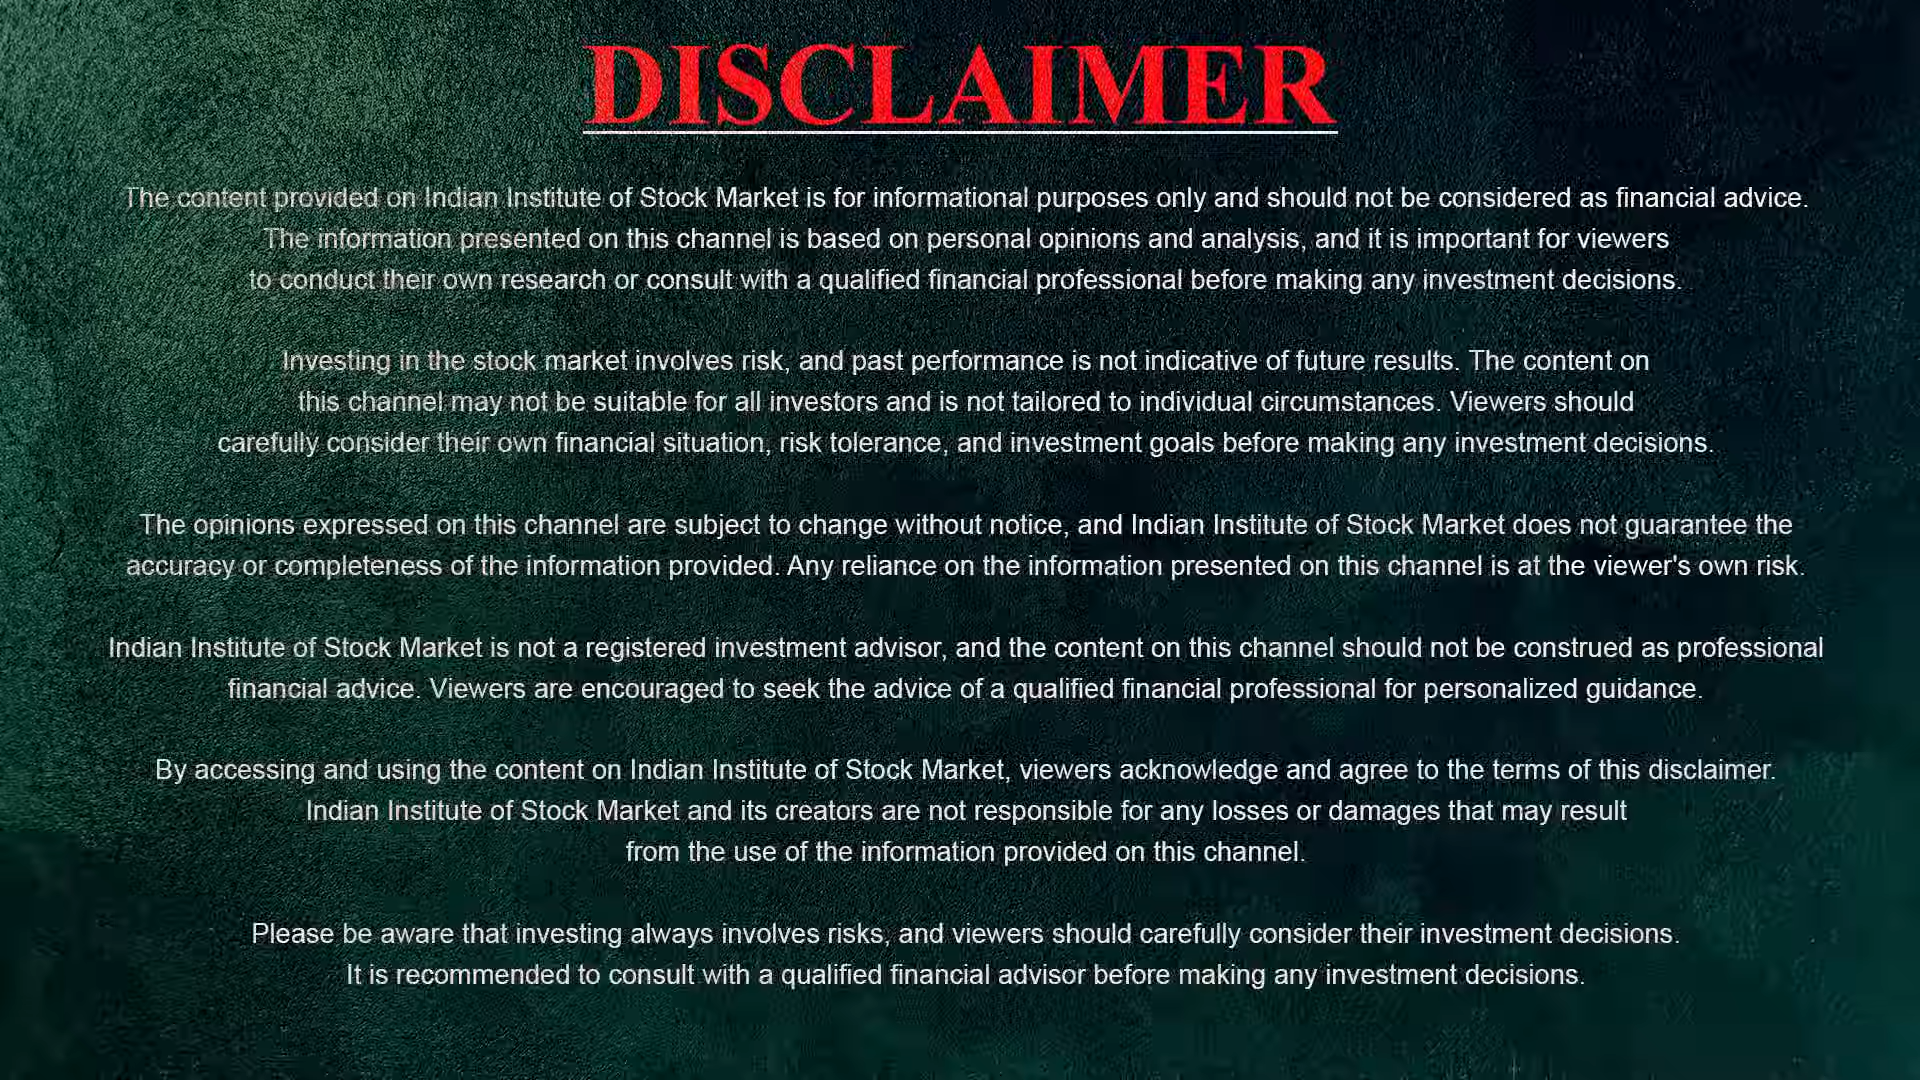 DISCLAIMER
The content provided on Indian Institute of Stock Market is for informational purposes only and should not be considered as financial advice.
The information presented on this channel is based on personal opinions and analysis, and it is important for viewers
to conduct their own research or consult with a qualified financial professional before making any investment decisions.
Investing in the stock market involves risk, and past performance is not indicative of future results. The content on
this channel may not be suitable for all investors and is not tailored to individual circumstances. Viewers should
carefully consider their own financial situation, risk tolerance, and investment goals before making any investment decisions.
The opinions expressed on this channel are subject to change without notice, and Indian Institute of Stock Market does not guarantee the
accuracy or completeness of the information provided. Any reliance on the information presented on this channel is at the viewer's own risk.
Indian Institute of Stock Market is not a registered investment advisor, and the content on this channel should not be construed as professional
financial advice. Viewers are encouraged to seek the advice of a qualified financial professional for personalized guidance.
By accessing and using the content on Indian Institute of Stock Market, viewers acknowledge and agree to the terms of this disclaimer.
Indian Institute of Stock Market and its creators are not responsible for any losses or damages that may result
from the use of the information provided on this channel.
Please be aware that investing always involves risks, and viewers should carefully consider their investment decisions.
It is recommended to consult with a qualified financial advisor before making any investment decisions.